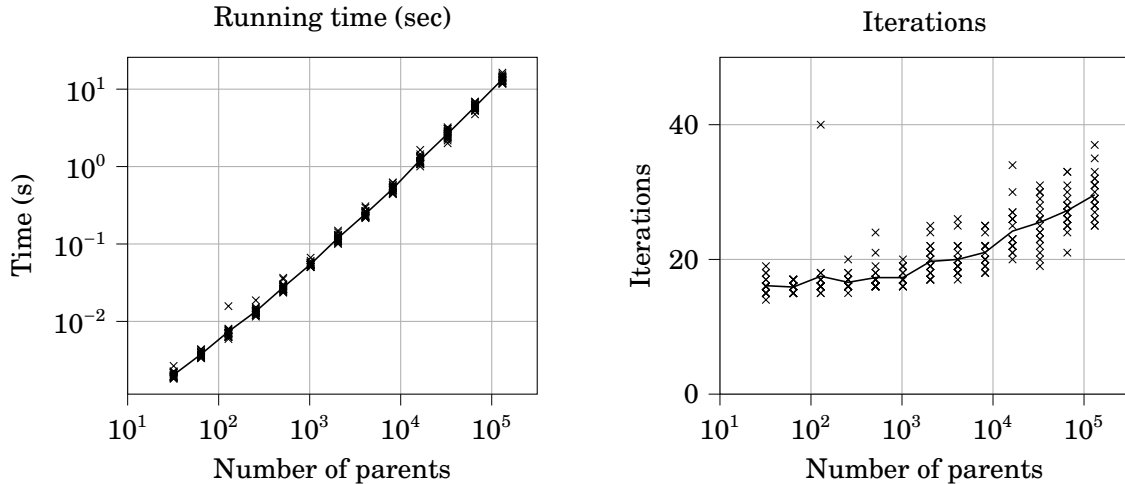 Running time (sec)
Time (s)
10^1
10^0
10^−1
10^−2
10^1 10^2 10^3 10^4 10^5
Number of parents
Iterations
Iterations
40
20
0
10^1 10^2 10^3 10^4 10^5
Number of parents